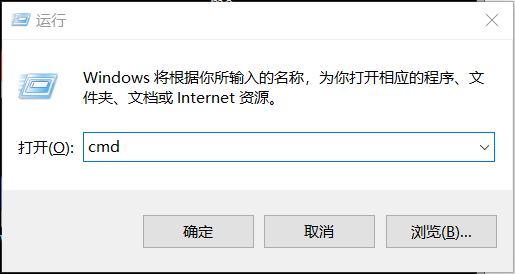 运行
Windows 将根据你所输入的名称，为你打开相应的程序、文
件夹、文档或 Internet 资源。
打开(O): cmd
确定 取消 浏览(B)...